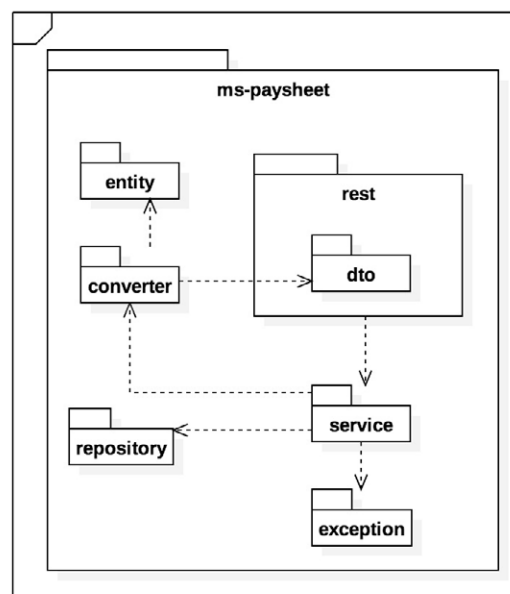 ms-paysheet
entity
rest
converter
dto
service
repository
exception